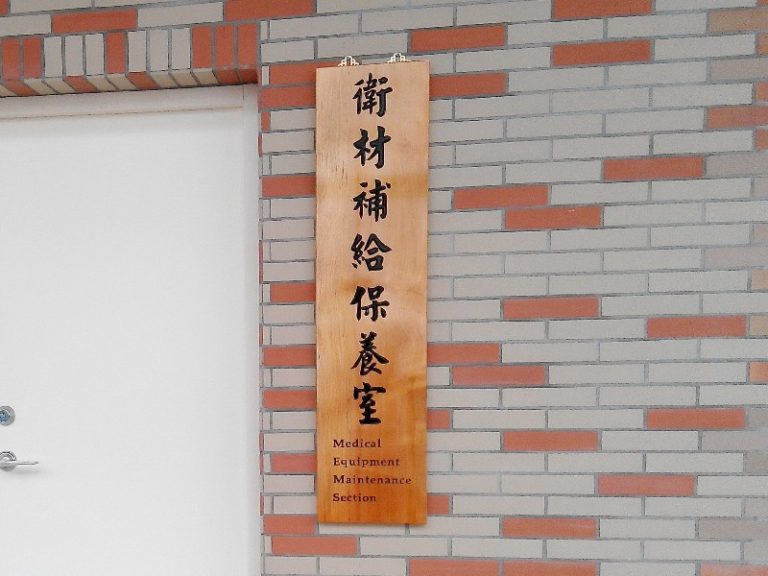 衛材補給保養室
Medical
Equipment
Maintenance
Section